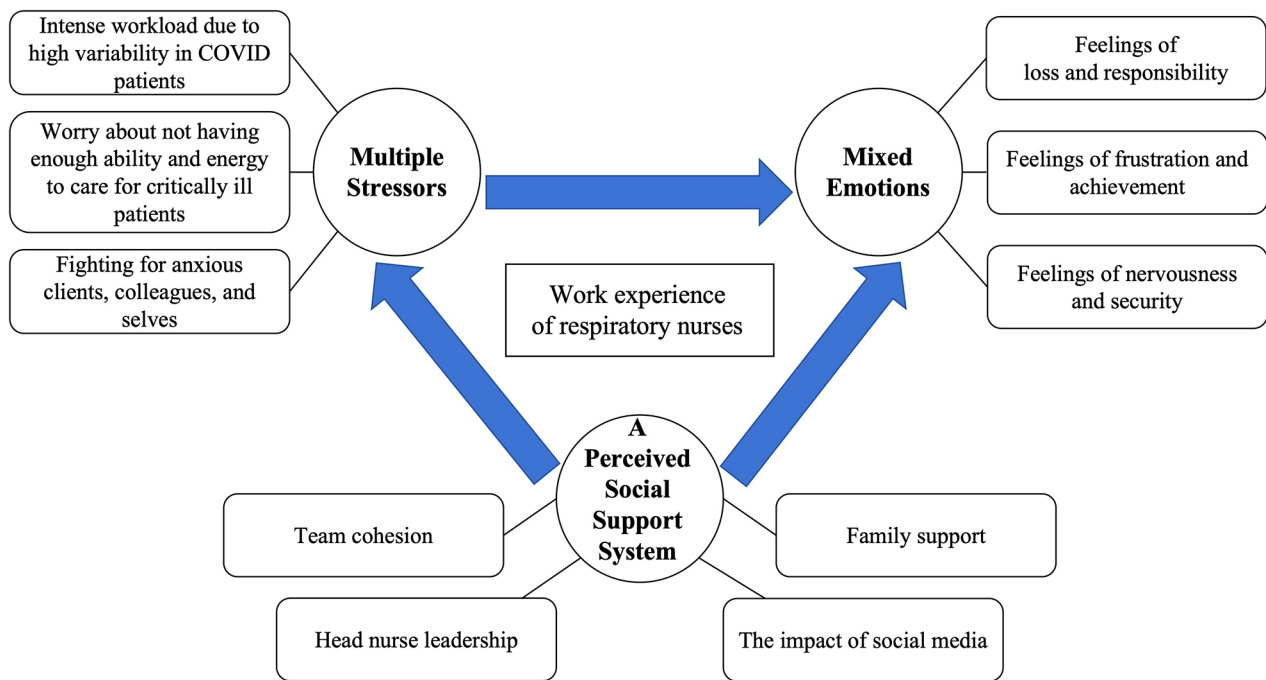 Intense workload due to
high variability in COVID
patients
Worry about not having
enough ability and energy
to care for critically ill
patients
Fighting for anxious
clients, colleagues, and
selves
Multiple
Stressors
Mixed
Emotions
Feelings of
loss and responsibility
Feelings of frustration and
achievement
Feelings of nervousness
and security
Work experience
of respiratory nurses
A
Perceived
Social
Support
System
Team cohesion
Head nurse leadership
Family support
The impact of social media